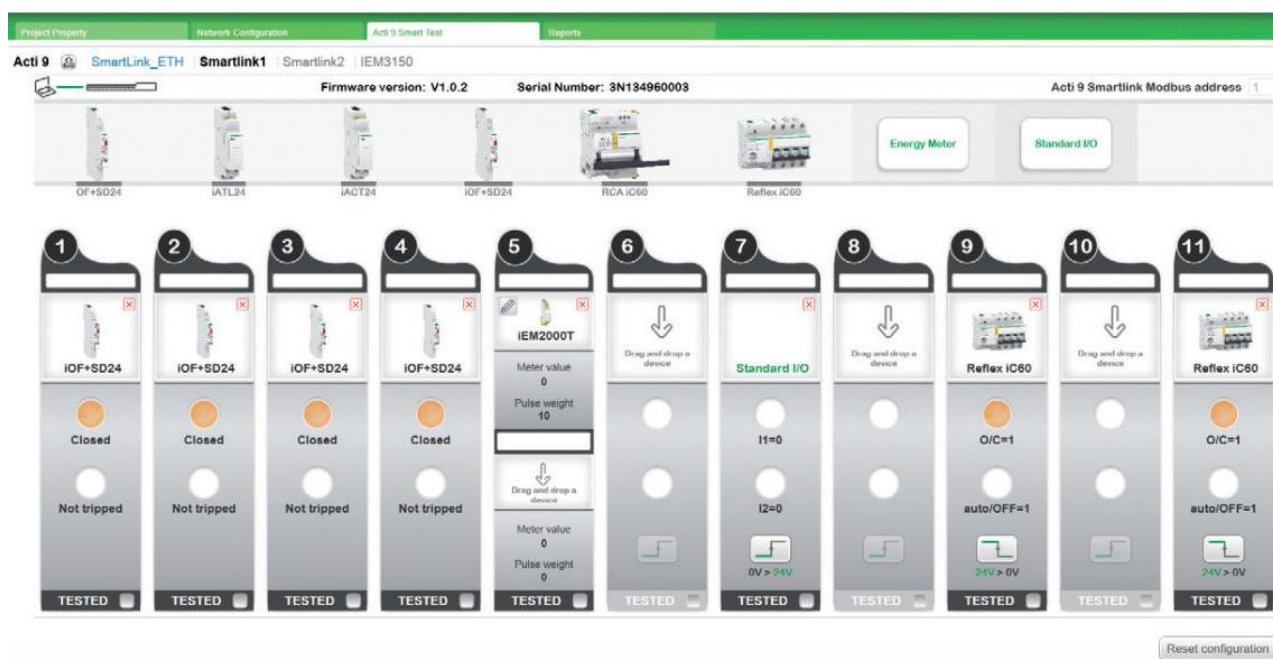 Project Property Network Configuration Acti 9 Smart Test Reports
Acti 9 SmartLink_ETH Smartlink1 Smartlink2 IEM3150
Firmware version: V1.0.2 Serial Number: 3N134960003 Acti 9 Smartlink Modbus address 1
Energy Meter Standard I/O
OF+SD24 iATL24 iACT24 iOF+SD24 RCA iC60 Reflex iC60
1 2 3 4 5 6 7 8 9 10 11
iOF+SD24
Closed
Not tripped
TESTED
iOF+SD24
Closed
Not tripped
TESTED
iOF+SD24
Closed
Not tripped
TESTED
iOF+SD24
Closed
Not tripped
TESTED
iEM2000T
Meter value
0
Pulse weight
10
Drag and drop a
device
Meter value
0
Pulse weight
0
TESTED
Drag and drop a
device
TESTED
Standard I/O
I1=0
I2=0
0V > 24V
TESTED
Drag and drop a
device
TESTED
Reflex iC60
O/C=1
auto/OFF=1
24V > 0V
TESTED
Drag and drop a
device
TESTED
Reflex iC60
O/C=1
auto/OFF=1
24V > 0V
TESTED
Reset configuration